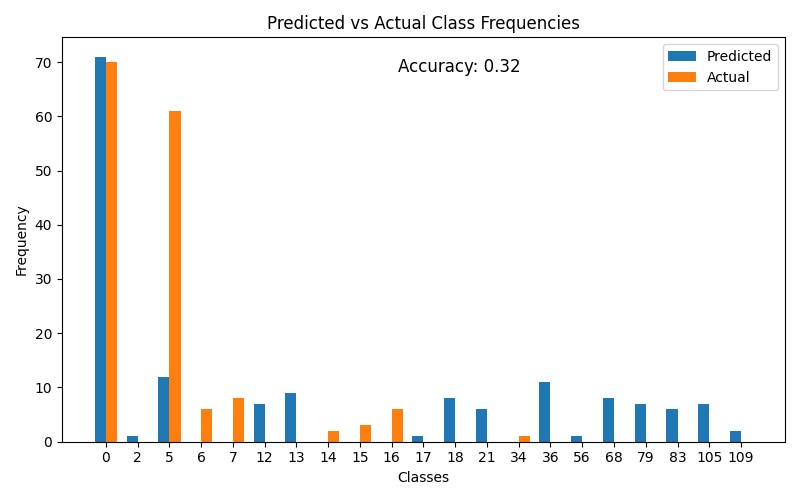 Predicted vs Actual Class Frequencies
Accuracy: 0.32
Predicted
Actual
Frequency
70
60
50
40
30
20
10
0
0 2 5 6 7 12 13 14 15 16 17 18 21 34 36 56 68 79 83 105 109
Classes